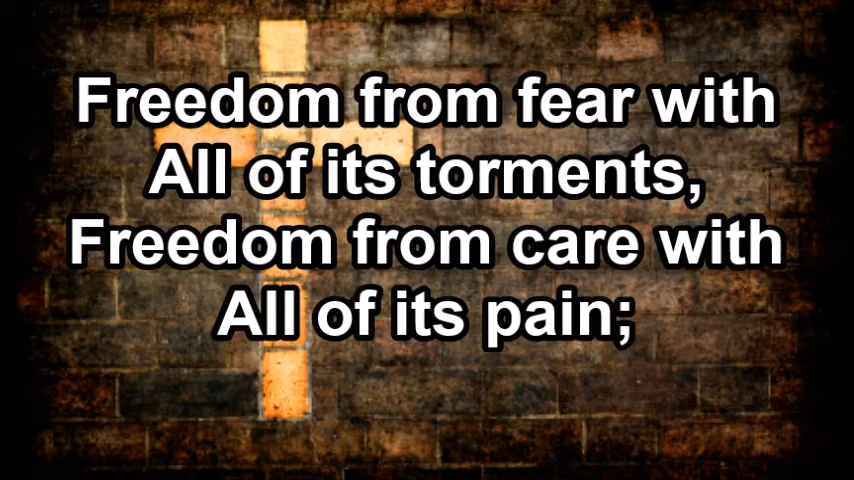 Freedom from fear with
All of its torments,
Freedom from care with
All of its pain;